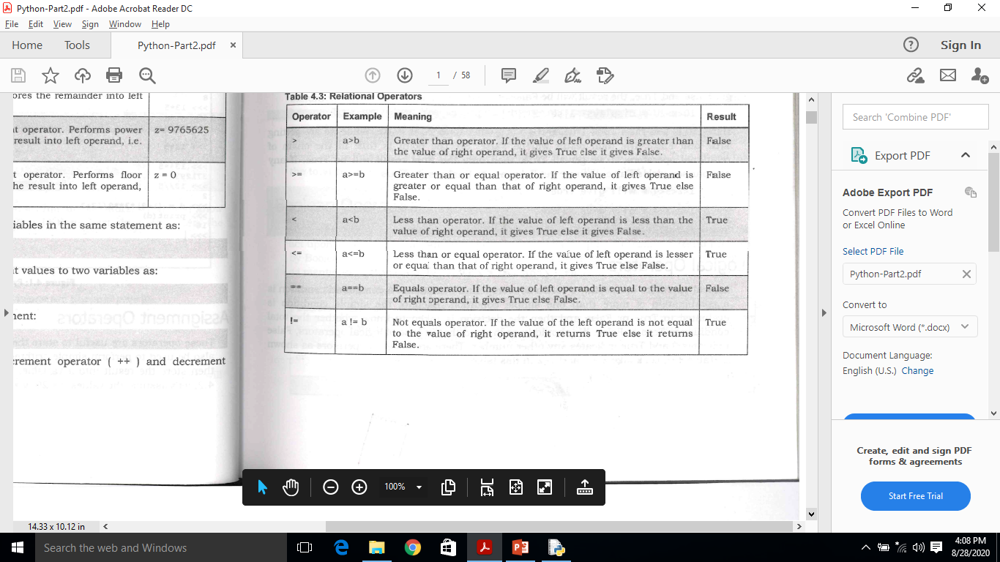 Python-Part2.pdf - Adobe Acrobat Reader DC
File Edit View Sign Window Help
Home Tools Python-Part2.pdf × Sign In
1 / 58
ores the remainder into left
t operator. Performs power z= 9765625
result into left operand, i.e.
t operator. Performs floor z = 0
he result into left operand,
iables in the same statement as:
t values to two variables as:
ent:
crement operator ( ++ ) and decrement
Table 4.3: Relational Operators
Operator Example Meaning Result
> a>b Greater than operator. If the value of left operand is greater than False
the value of right operand, it gives True else it gives False.
>= a>=b Greater than or equal operator. If the value of left operand is False
greater or equal than that of right operand, it gives True else
False.
< a<b Less than operator. If the value of left operand is less than the True
value of right operand, it gives True else it gives False.
<= a<=b Less than or equal operator. If the value of left operand is lesser True
or equal than that of right operand, it gives True else False.
== a==b Equals operator. If the value of left operand is equal to the value False
of right operand, it gives True else False.
!= a != b Not equals operator. If the value of the left operand is not equal True
to the value of right operand, it returns True else it returns
False.
Search 'Combine PDF'
Export PDF
Adobe Export PDF
Convert PDF Files to Word
or Excel Online
Select PDF File
Python-Part2.pdf
Convert to
Microsoft Word (*.docx)
Document Language:
English (U.S.) Change
Create, edit and sign PDF
forms & agreements
Start Free Trial
100%
14.33 x 10.12 in
Search the web and Windows
4:08 PM
8/28/2020